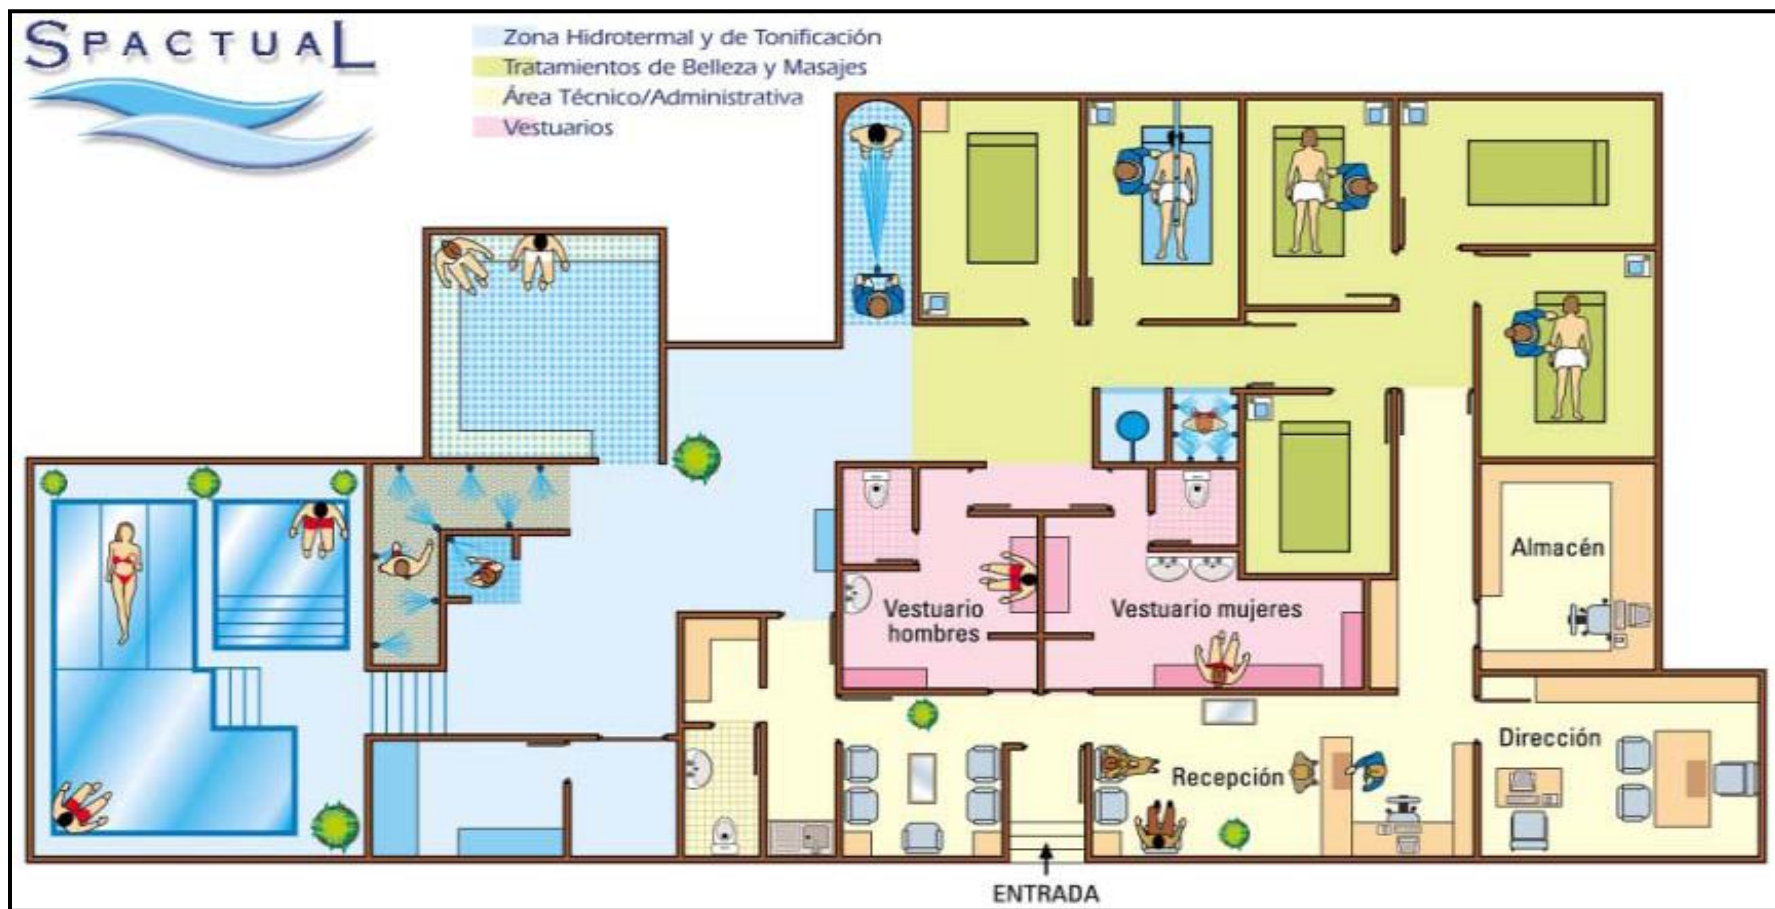 SPACTUAL
Zona Hidrotermal y de Tonificación
Tratamientos de Belleza y Masajes
Área Técnico/Administrativa
Vestuarios
Almacén
Vestuario
hombres
Vestuario mujeres
Dirección
Recepción
ENTRADA